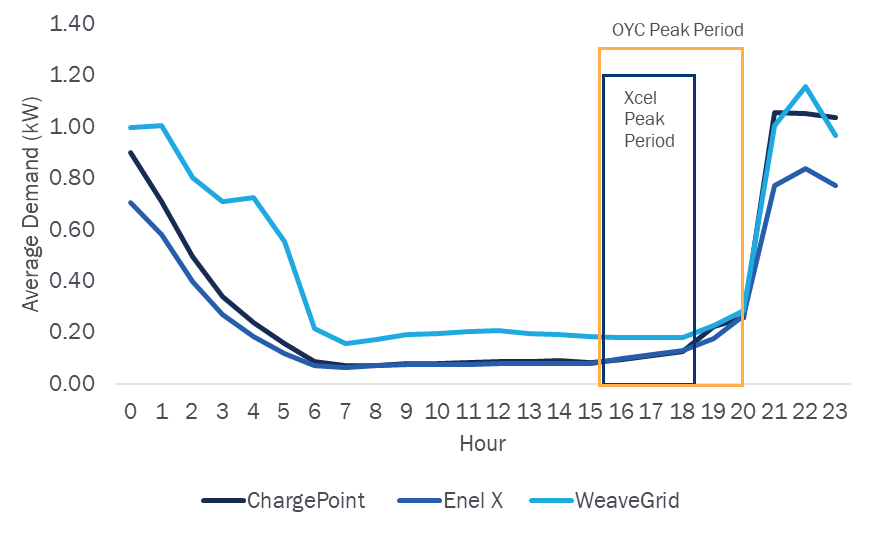 OYC Peak Period
Xcel
Peak
Period
Average Demand (kW)
1.40
1.20
1.00
0.80
0.60
0.40
0.20
0.00
0 1 2 3 4 5 6 7 8 9 10 11 12 13 14 15 16 17 18 19 20 21 22 23
Hour
ChargePoint Enel X WeaveGrid